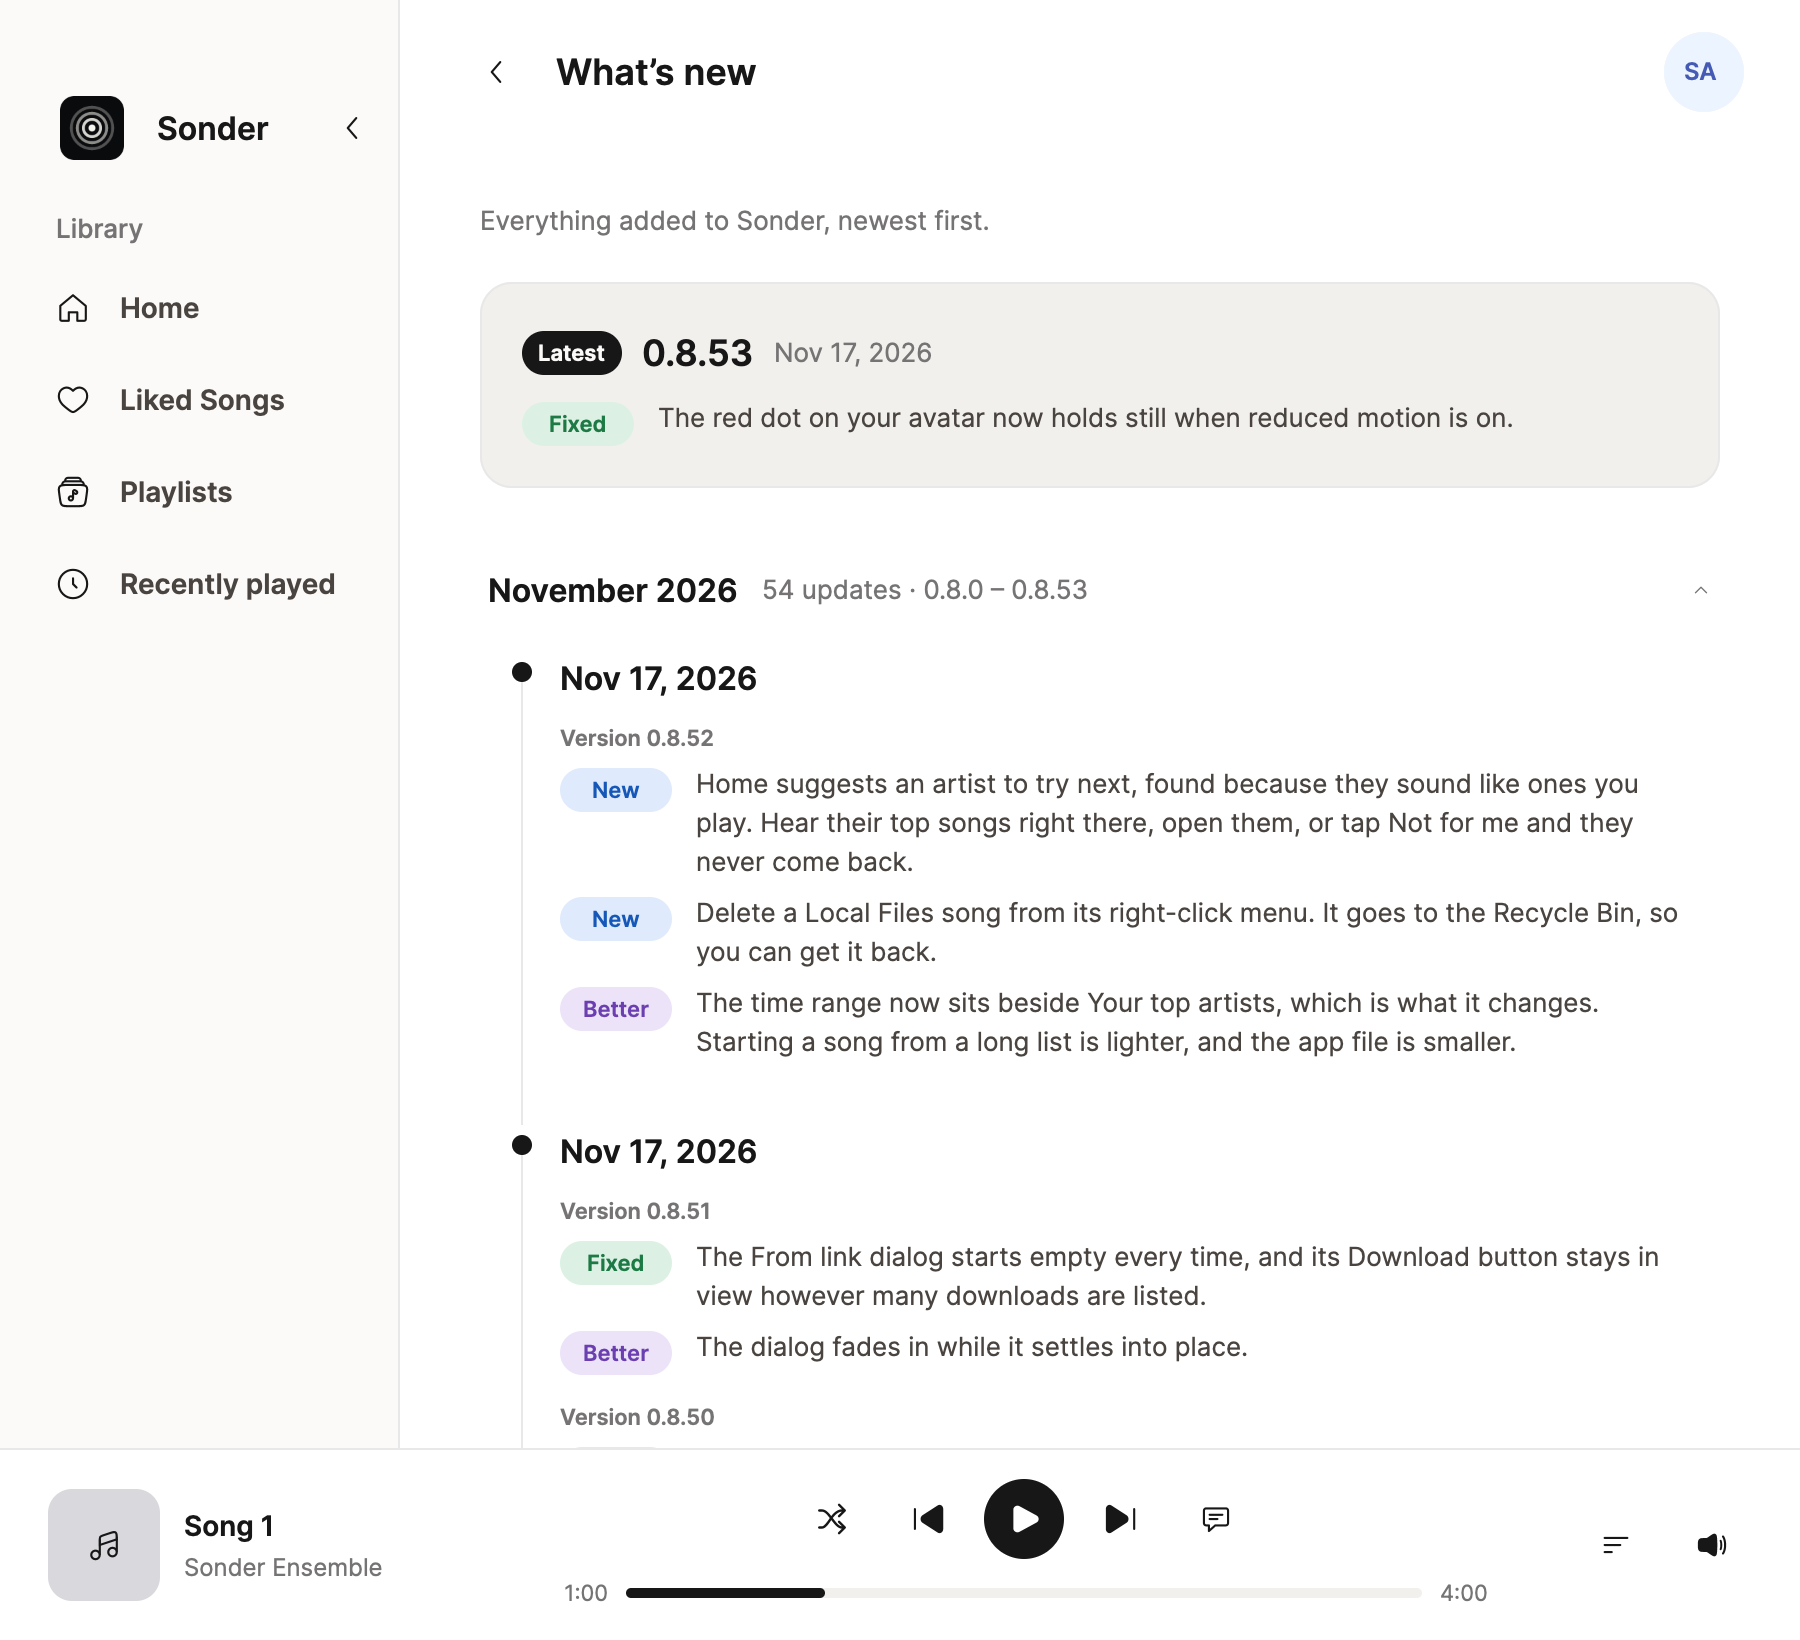 Sonder
Library
Home
Liked Songs
Playlists
Recently played
What’s new
SA
Everything added to Sonder, newest first.
Latest 0.8.53 Nov 17, 2026
Fixed The red dot on your avatar now holds still when reduced motion is on.
November 2026 54 updates · 0.8.0 – 0.8.53
Nov 17, 2026
Version 0.8.52
New Home suggests an artist to try next, found because they sound like ones you
play. Hear their top songs right there, open them, or tap Not for me and they
never come back.
New Delete a Local Files song from its right-click menu. It goes to the Recycle Bin, so
you can get it back.
Better The time range now sits beside Your top artists, which is what it changes.
Starting a song from a long list is lighter, and the app file is smaller.
Nov 17, 2026
Version 0.8.51
Fixed The From link dialog starts empty every time, and its Download button stays in
view however many downloads are listed.
Better The dialog fades in while it settles into place.
Version 0.8.50
Song 1
Sonder Ensemble
1:00
4:00